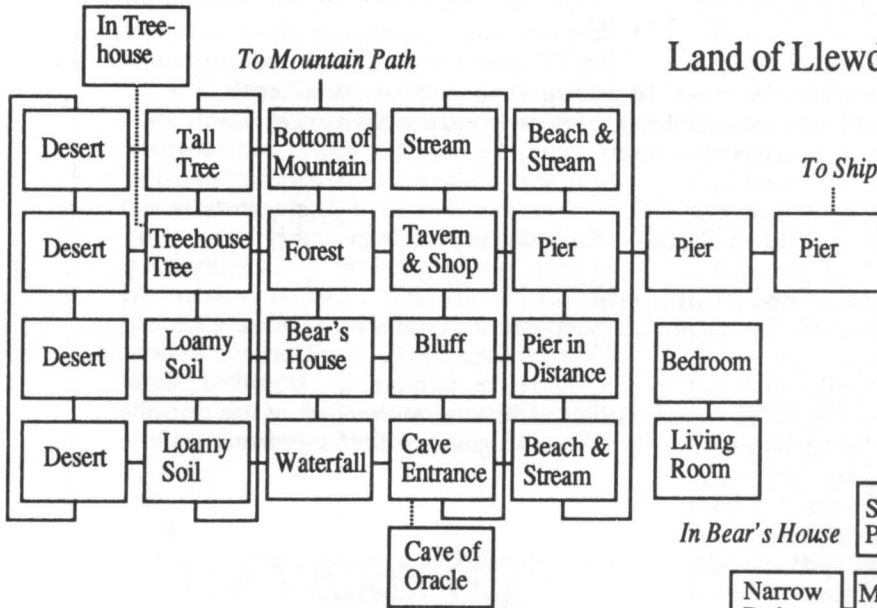 In Tree-
house
To Mountain Path
Land of Llewd
Desert
Tall
Tree
Bottom of
Mountain
Stream
Beach &
Stream
To Ship
Desert
Treehouse
Tree
Forest
Tavern
& Shop
Pier
Pier
Pier
Desert
Loamy
Soil
Bear's
House
Bluff
Pier in
Distance
Bedroom
Desert
Loamy
Soil
Waterfall
Cave
Entrance
Beach &
Stream
Living
Room
In Bear's House
S
P
Cave of
Oracle
Narrow
M